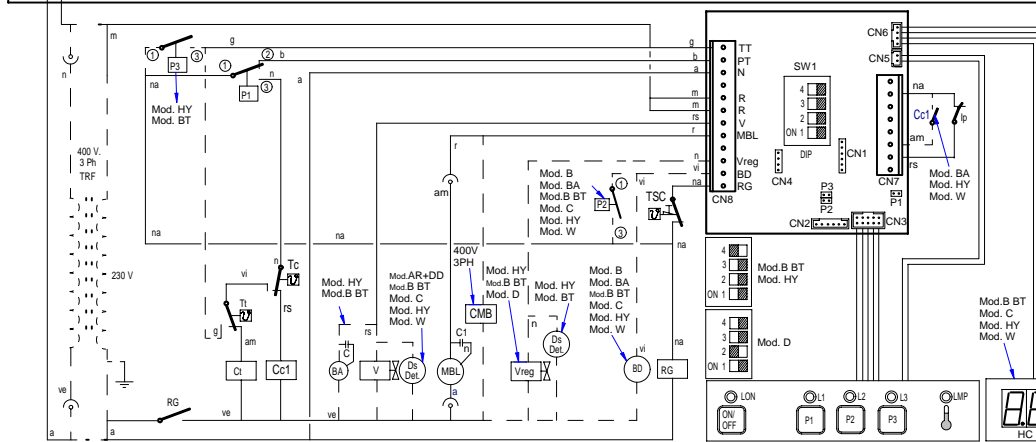 m
g
b
n
a
na
P3
P1
1
3
1
2
3
Mod. HY
Mod. BT
n
400 V.
3 Ph
TRF
230 V
ve
a
a
RG
ve
na
na
vi
n
Tc
rs
Tt
g
am
Ct
Cc1
Mod. HY
Mod.B BT
rs
C
BA
V
Mod.AR+DD
Mod.B BT
Mod. C
Mod. HY
Mod. W
Ds
Det.
r
am
C1
n
MBL
a
400V
3PH
CMB
Mod. HY
Mod.B BT
Mod. D
n
Vreg
ve
Mod. HY
Mod. BT
Ds
Det.
Mod. B
Mod. BA
Mod.B BT
Mod. C
Mod. HY
Mod. W
P2
1
3
vi
Mod. B
Mod. BA
Mod.B BT
Mod. C
Mod. HY
Mod. W
vi
BD
TSC
na
na
RG
g TT
b PT
a N
m R
m R
rs V
r MBL
n Vreg
vi BD
na RG
CN8
SW1
4
3
2
ON 1
DIP
CN4
CN1
P3
P2
CN2
CN3
P1
CN7
CN6
CN5
na
Cc1
Ip
am
rs
Mod. BA
Mod. HY
Mod. W
4
3
2
ON 1
Mod.B BT
Mod. HY
4
3
2
ON 1
Mod. D
LON
L1
L2
L3
LMP
ON/
OFF
P1
P2
P3
Mod.B BT
Mod. C
Mod. HY
Mod. W
HC